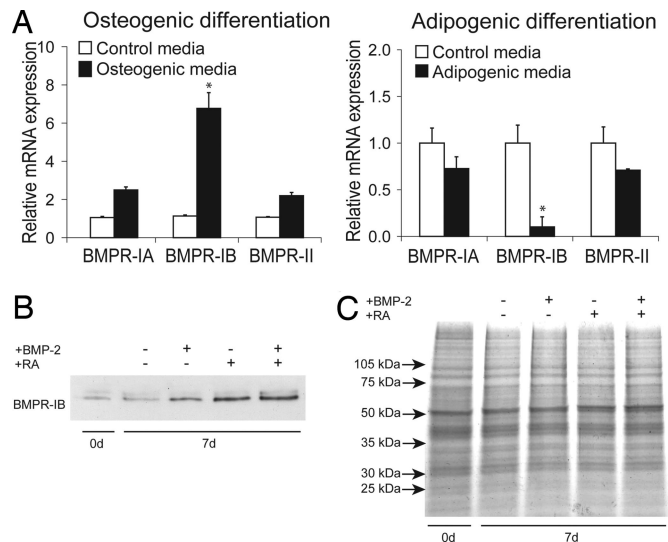 A
Osteogenic differentiation
Control media
Osteogenic media
Relative mRNA expression
10
8
6
4
2
0
*
BMPR-IA BMPR-IB BMPR-II
Adipogenic differentiation
Control media
Adipogenic media
Relative mRNA expression
2.0
1.5
1.0
0.5
0.0
*
BMPR-IA BMPR-IB BMPR-II
B
+BMP-2 - + - +
+RA - - + +
BMPR-IB
0d 7d
C
+BMP-2 - + - +
+RA - - + +
105 kDa
75 kDa
50 kDa
35 kDa
30 kDa
25 kDa
0d 7d